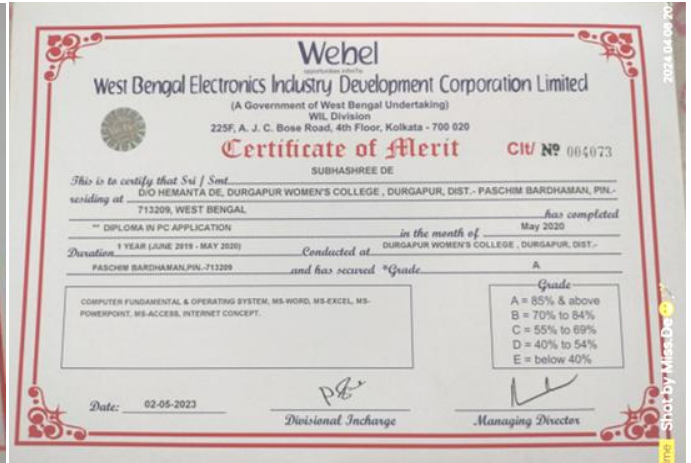 Webel
West Bengal Electronics Industry Development Corporation Limited
(A Government of West Bengal Undertaking)
WIL Division
225F, A. J. C. Bose Road, 4th Floor, Kolkata - 700 020
Certificate of Merit
Clt/ Nº 004073
SUBHASHREE DE
This is to certify that Sri / Smt.
D/O HEMANTA DE, DURGAPUR WOMEN'S COLLEGE , DURGAPUR, DIST.- PASCHIM BARDHAMAN, PIN.-
residing at
713209, WEST BENGAL
has completed
** DIPLOMA IN PC APPLICATION in the month of May 2020
Duration 1 YEAR (JUNE 2019 - MAY 2020) Conducted at DURGAPUR WOMEN'S COLLEGE , DURGAPUR, DIST.-
PASCHIM BARDHAMAN,PIN.-713209 and has secured *Grade A
COMPUTER FUNDAMENTAL & OPERATING SYSTEM, MS-WORD, MS-EXCEL, MS-
POWERPOINT, MS-ACCESS, INTERNET CONCEPT.
Grade
A = 85% & above
B = 70% to 84%
C = 55% to 69%
D = 40% to 54%
E = below 40%
Date: 02-05-2023
Divisional Incharge
Managing Director
Shot by Miss.De